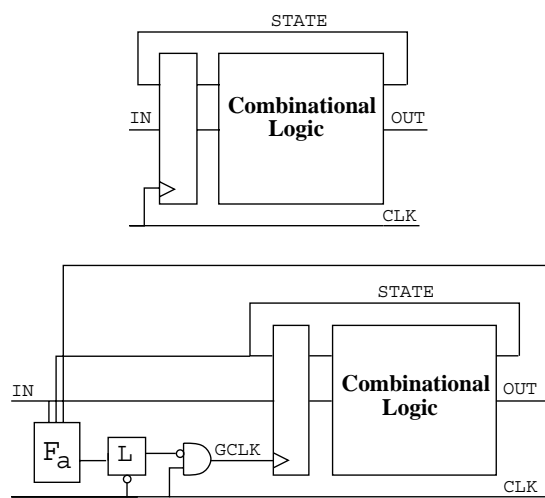 STATE
IN
Combinational
Logic
OUT
CLK
STATE
IN
Combinational
Logic
OUT
Fa
L
GCLK
CLK